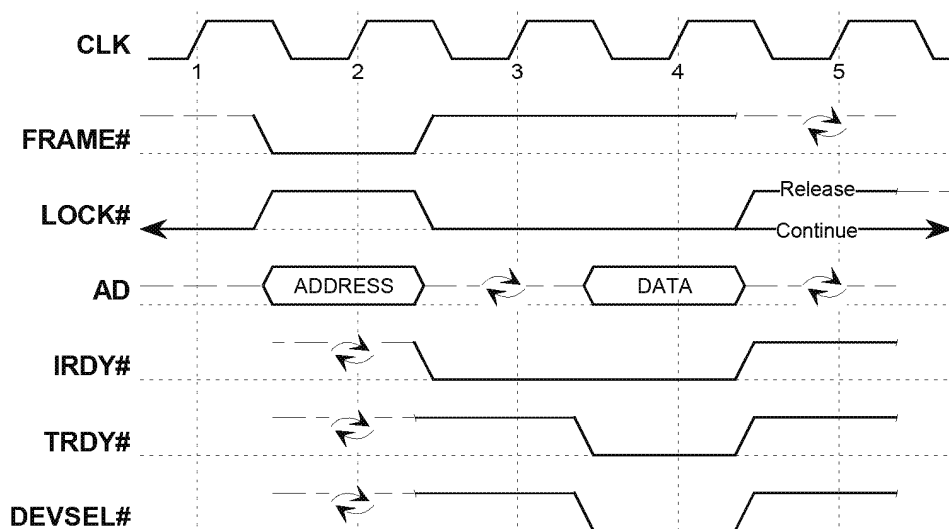 CLK
1 2 3 4 5
FRAME#
LOCK#
Release
Continue
AD
ADDRESS
DATA
IRDY#
TRDY#
DEVSEL#